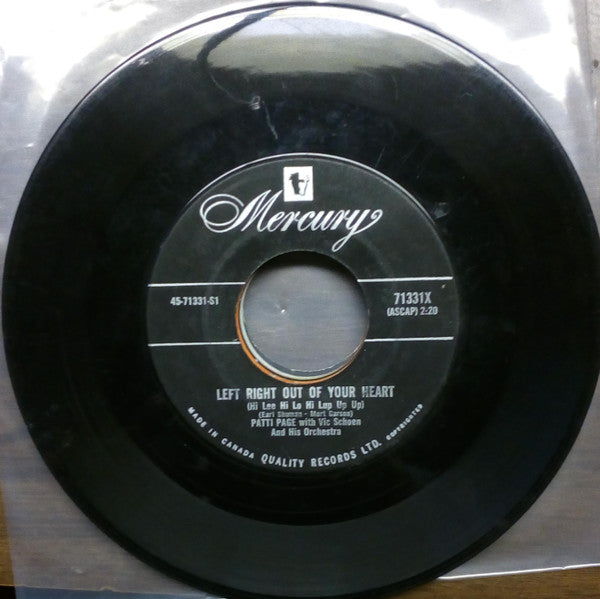 Mercury
45-71331-S1
71331X
(ASCAP) 2:20
LEFT RIGHT OUT OF YOUR HEART
(Hi Lee Hi Lo Hi Lup Up Up)
(Earl Shuman - Mort Garson)
PATTI PAGE with Vic Schoen
And His Orchestra
MADE IN CANADA QUALITY RECORDS LTD. COPYRIGHTED